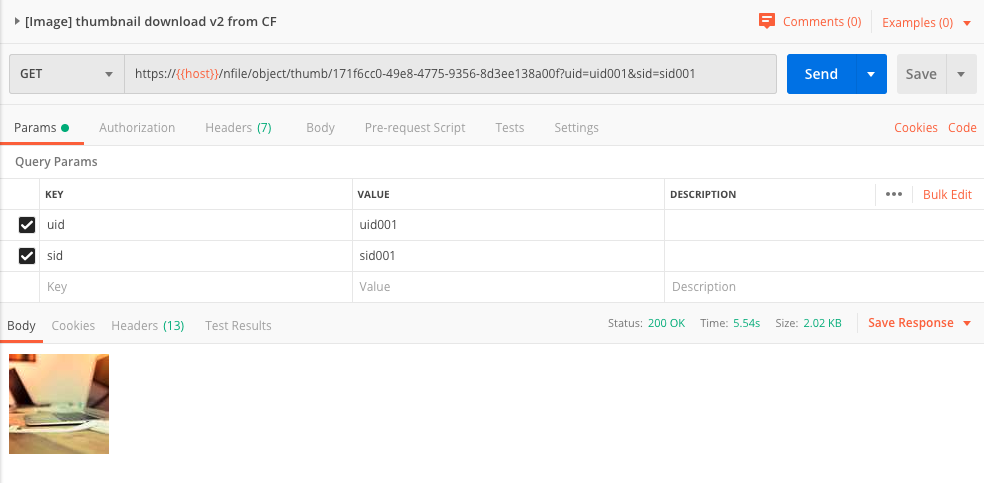 [Image] thumbnail download v2 from CF
Comments (0) Examples (0)
GET https://{{host}}/nfile/object/thumb/171f6cc0-49e8-4775-9356-8d3ee138a00f?uid=uid001&sid=sid001 Send Save
Params Authorization Headers (7) Body Pre-request Script Tests Settings Cookies Code
Query Params
KEY VALUE DESCRIPTION Bulk Edit
uid uid001
sid sid001
Key Value Description
Body Cookies Headers (13) Test Results Status: 200 OK Time: 5.54s Size: 2.02 KB Save Response